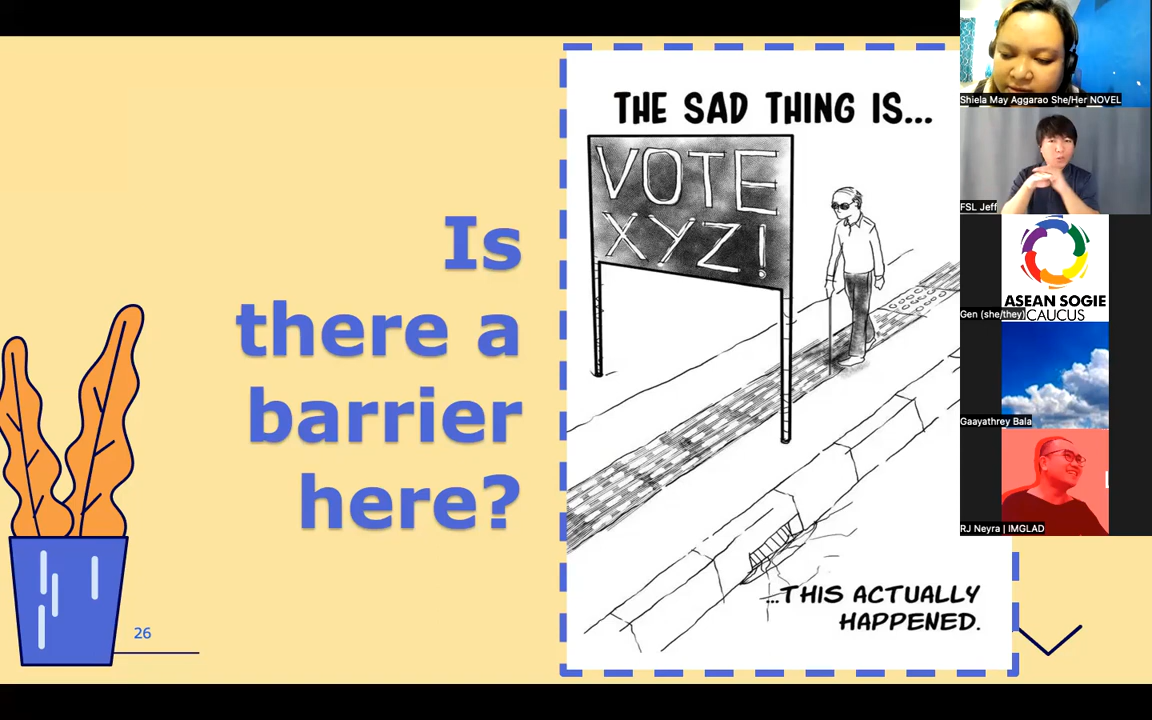 Is
there a
barrier
here?
26
THE SAD THING IS...
VOTE
XYZ!
...THIS ACTUALLY
HAPPENED.
Shiela May Aggarao She/Her NOVEL
FSL Jeff
ASEAN SOGIE
CAUCUS
Gen (she/they)
Gaayathrey Bala
RJ Neyra | IMGLAD